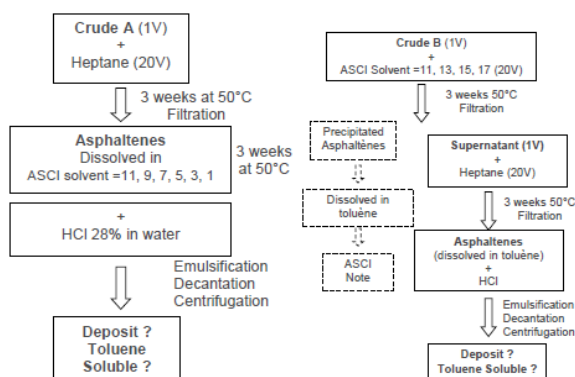 Crude A (1V)
+
Heptane (20V)
3 weeks at 50°C
Filtration
Asphaltenes
Dissolved in
ASCI solvent =11, 9, 7, 5, 3, 1
3 weeks
at 50°C
+
HCl 28% in water
Emulsification
Decantation
Centrifugation
Deposit ?
Toluene
Soluble ?
Crude B (1V)
+
ASCI Solvent =11, 13, 15, 17 (20V)
3 weeks 50°C
Filtration
Precipitated
Asphaltènes
Dissolved in
toluène
ASCI
Note
Supernatant (1V)
+
Heptane (20V)
3 weeks 50°C
Filtration
Asphaltenes
(dissolved in toluène)
+
HCl
Emulsification
Decantation
Centrifugation
Deposit ?
Toluene Soluble ?